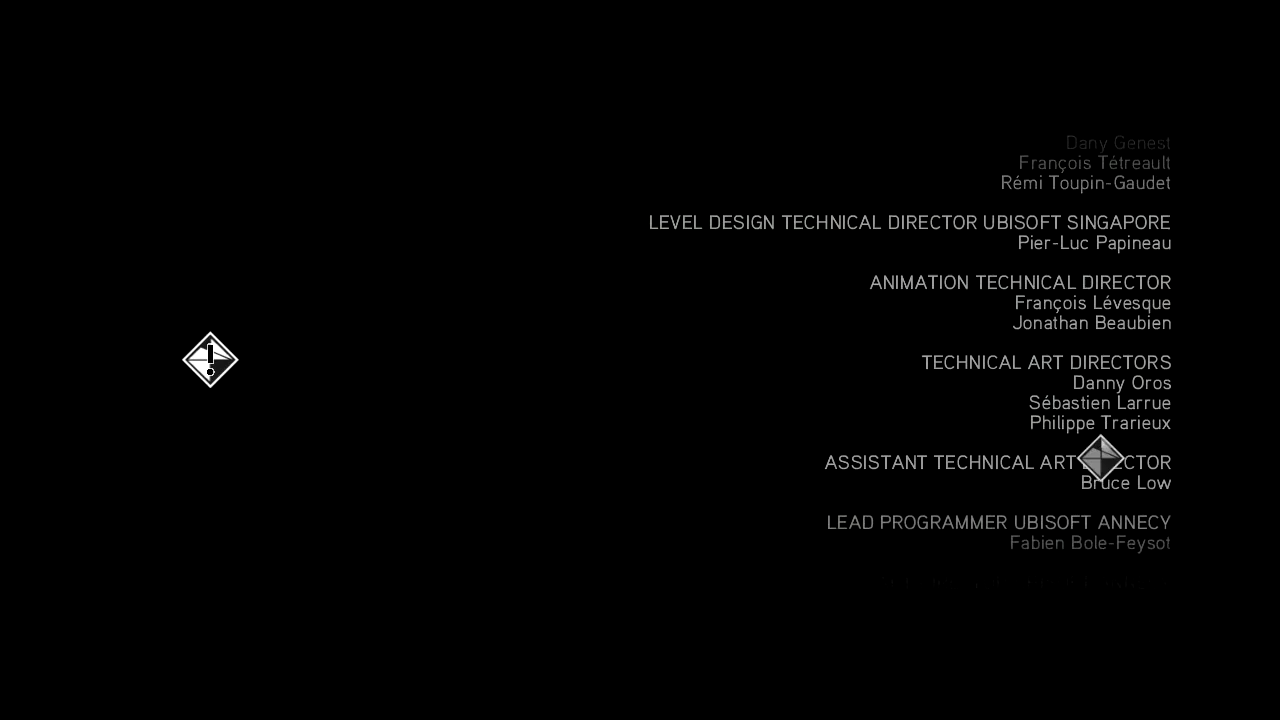 Dany Genest
François Tétreault
Rémi Toupin-Gaudet
LEVEL DESIGN TECHNICAL DIRECTOR UBISOFT SINGAPORE
Pier-Luc Papineau
ANIMATION TECHNICAL DIRECTOR
François Lévesque
Jonathan Beaubien
TECHNICAL ART DIRECTORS
Danny Oros
Sébastien Larrue
Philippe Trarieux
ASSISTANT TECHNICAL ART DIRECTOR
Bruce Low
LEAD PROGRAMMER UBISOFT ANNECY
Fabien Bole-Feysot